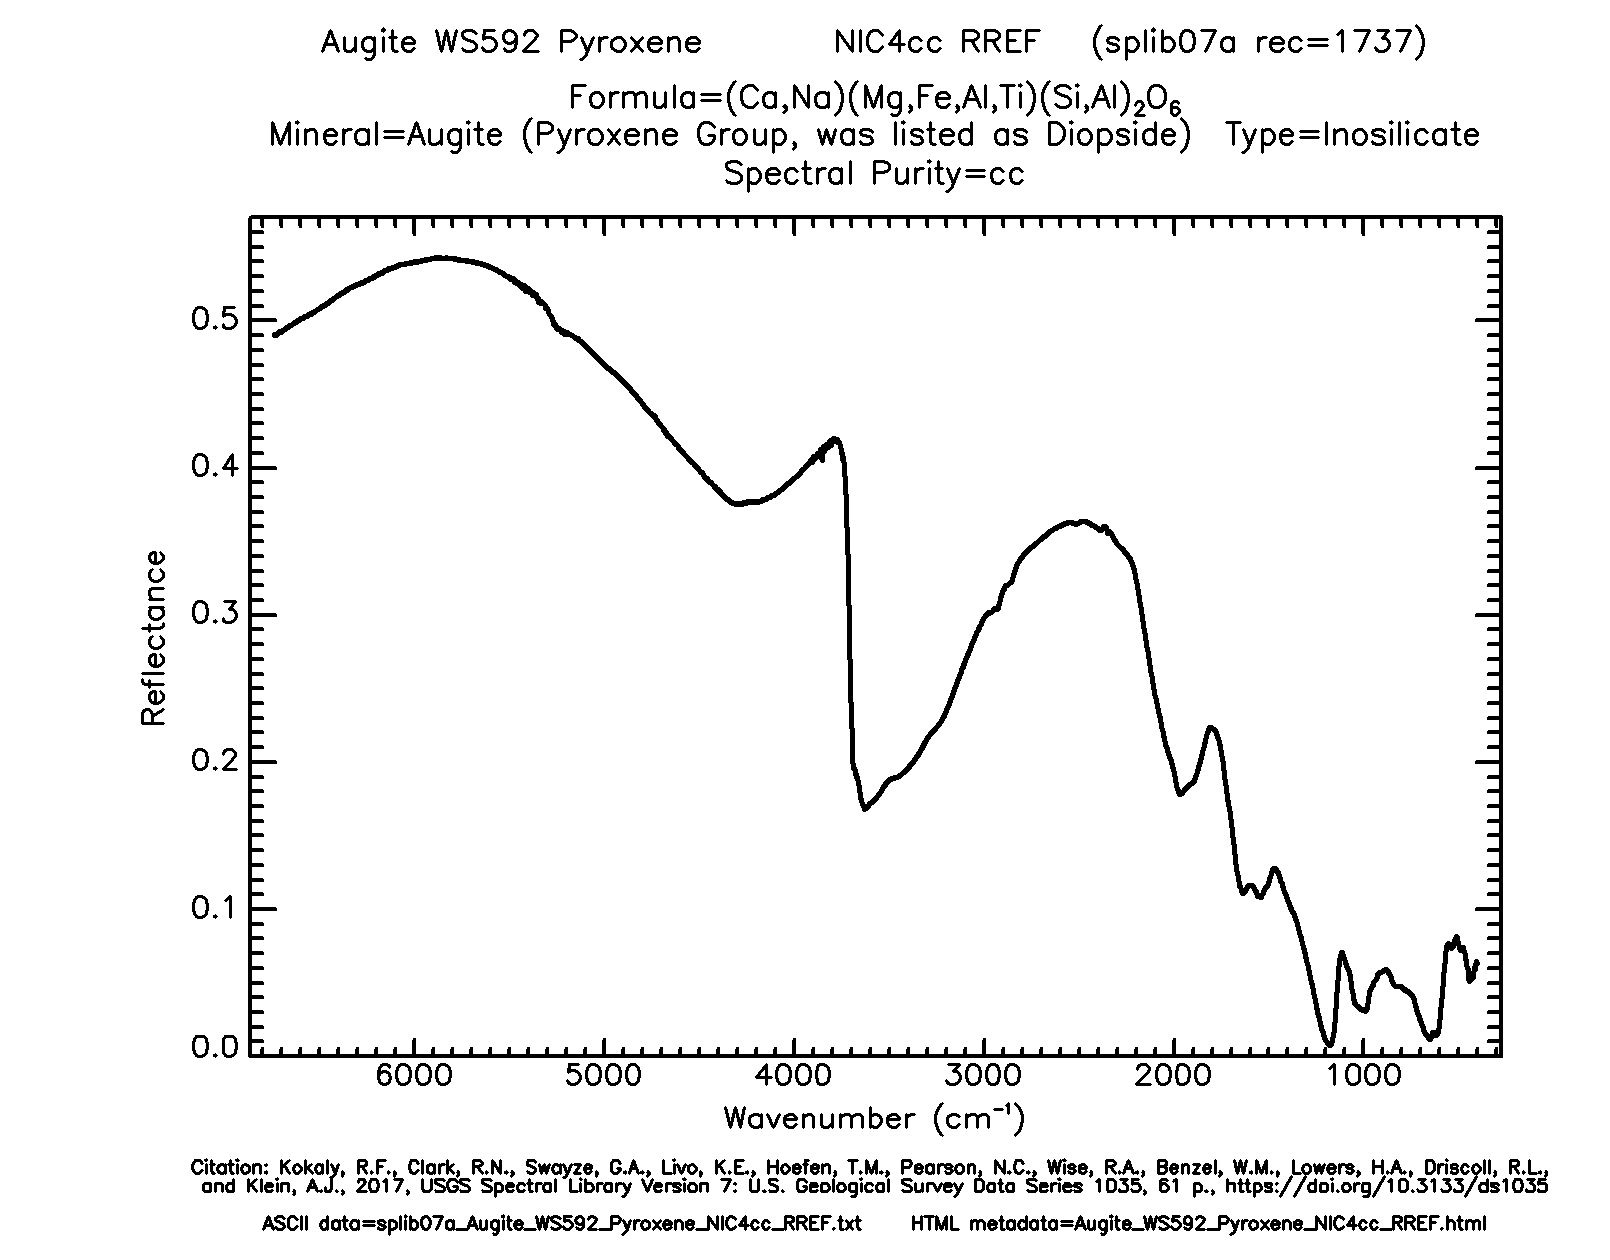 Augite WS592 Pyroxene NIC4cc RREF (splib07a rec=1737)
Formula=(Ca,Na)(Mg,Fe,Al,Ti)(Si,Al)₂O₆
Mineral=Augite (Pyroxene Group, was listed as Diopside) Type=Inosilicate
Spectral Purity=cc
Reflectance
0.5
0.4
0.3
0.2
0.1
0.0
6000 5000 4000 3000 2000 1000
Wavenumber (cm⁻¹)
Citation: Kokaly, R.F., Clark, R.N., Swayze, G.A., Livo, K.E., Hoefen, T.M., Pearson, N.C., Wise, R.A., Benzel, W.M., Lowers, H.A., Driscoll, R.L.,
and Klein, A.J., 2017, USGS Spectral Library Version 7: U.S. Geological Survey Data Series 1035, 61 p., https://doi.org/10.3133/ds1035
ASCII data=splib07a_Augite_WS592_Pyroxene_NIC4cc_RREF.txt HTML metadata=Augite_WS592_Pyroxene_NIC4cc_RREF.html